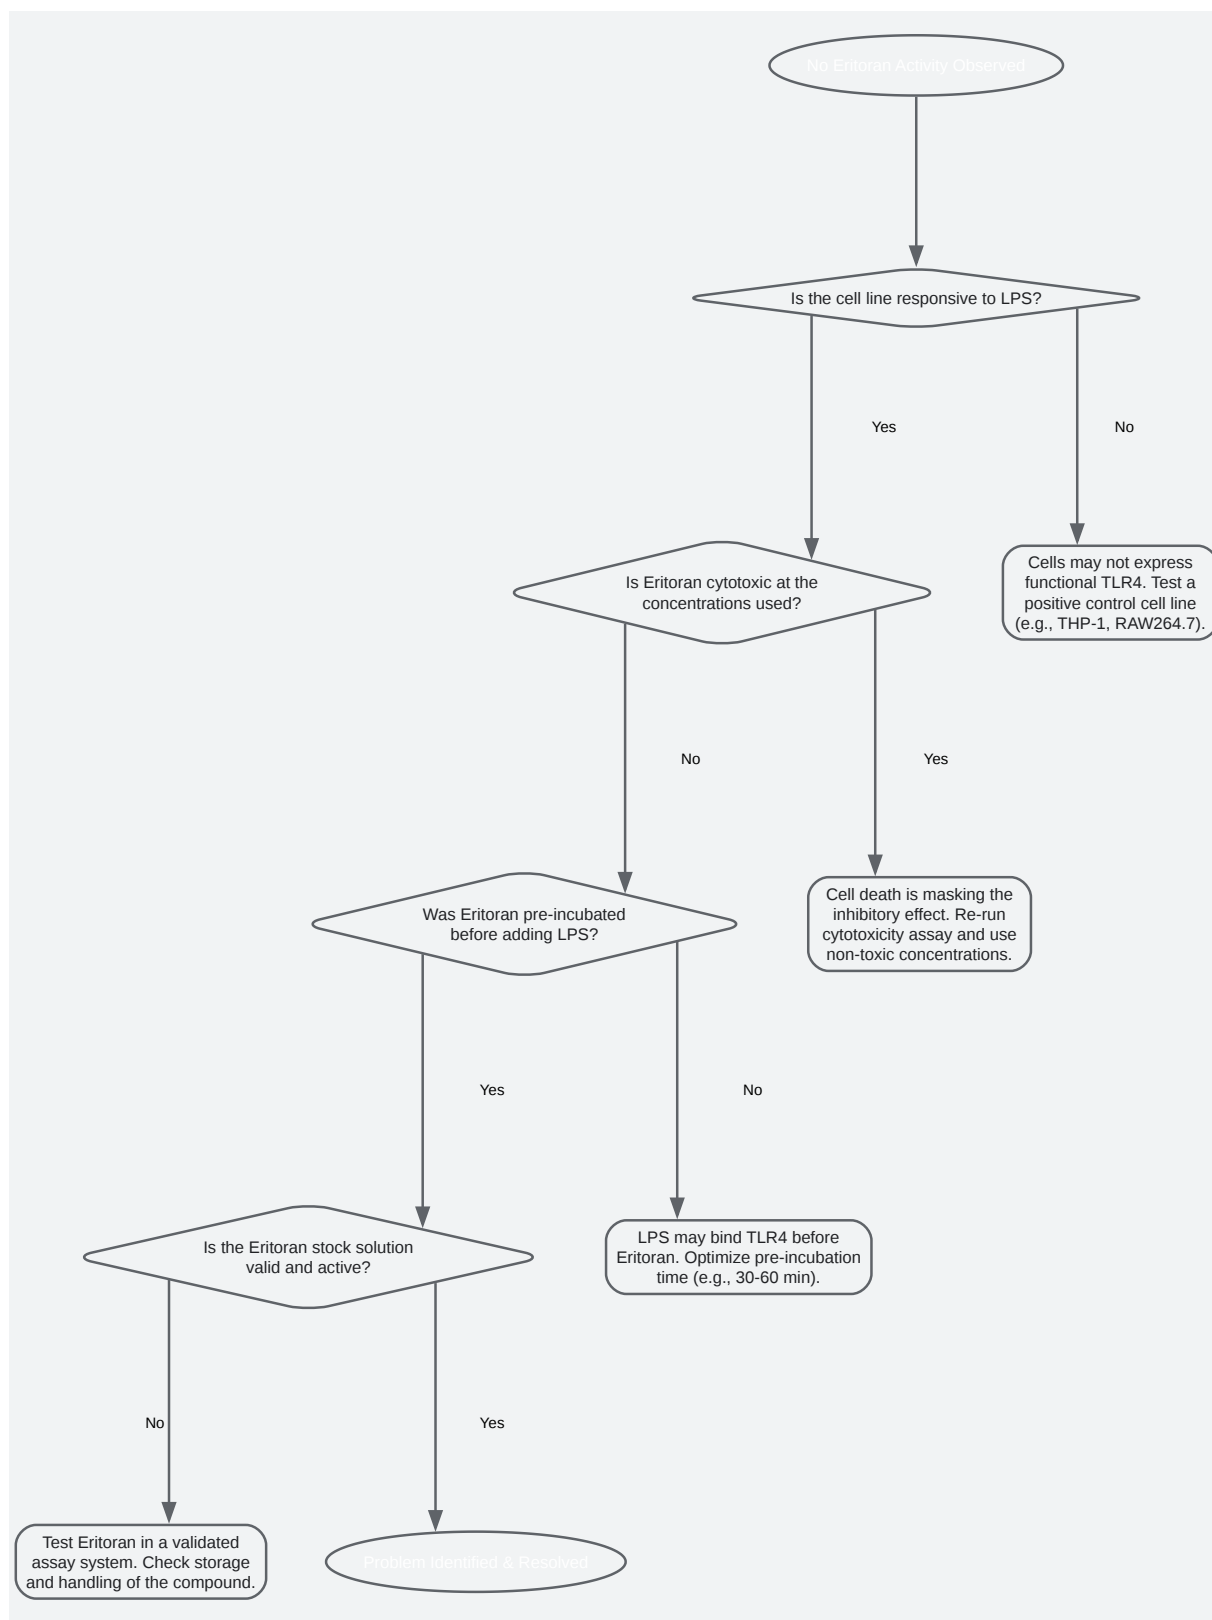 No Eritoran Activity Observed
Is the cell line responsive to LPS?
Yes
No
Cells may not express
functional TLR4. Test a
positive control cell line
(e.g., THP-1, RAW264.7).
Is Eritoran cytotoxic at the
concentrations used?
No
Yes
Cell death is masking the
inhibitory effect. Re-run
cytotoxicity assay and use
non-toxic concentrations.
Was Eritoran pre-incubated
before adding LPS?
Yes
No
LPS may bind TLR4 before
Eritoran. Optimize pre-incubation
time (e.g., 30-60 min).
Is the Eritoran stock solution
valid and active?
No
Yes
Test Eritoran in a validated
assay system. Check storage
and handling of the compound.
Problem Identified & Resolved